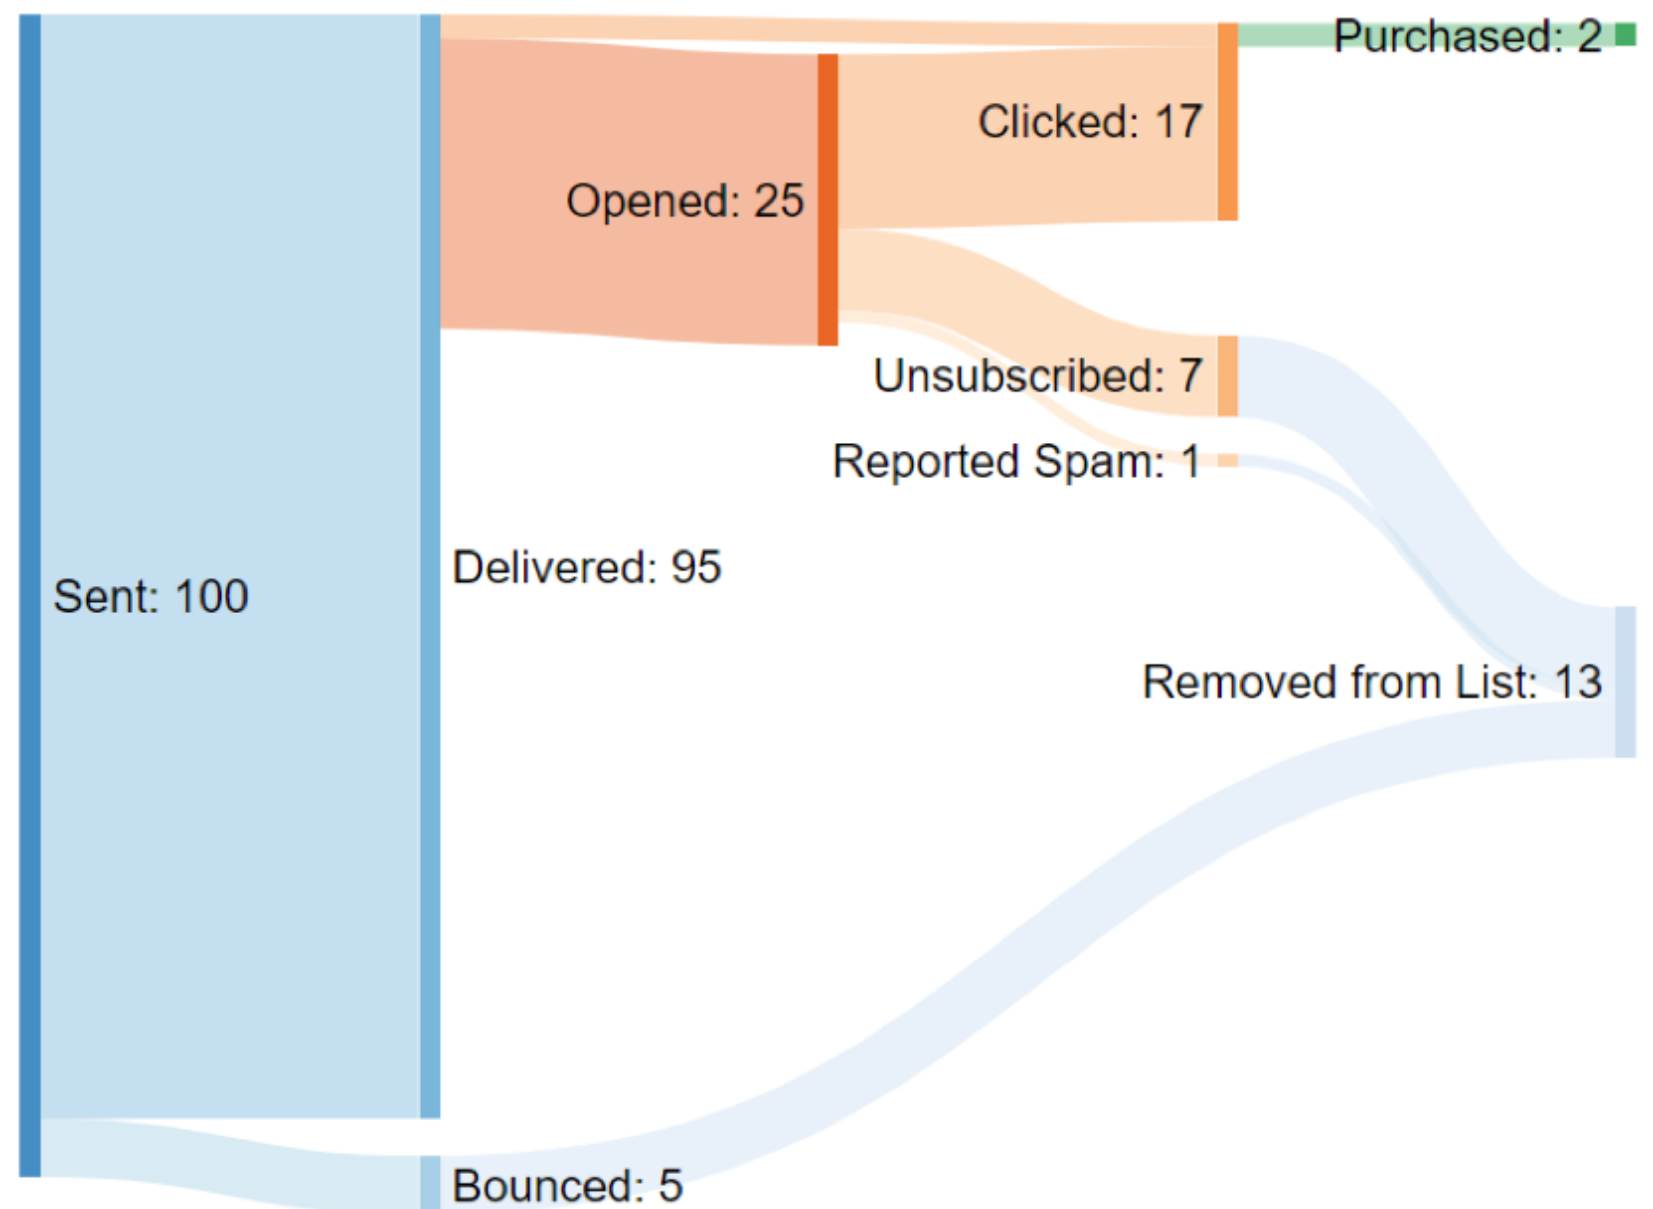 Purchased: 2
Clicked: 17
Opened: 25
Unsubscribed: 7
Reported Spam: 1
Delivered: 95
Sent: 100
Removed from List: 13
Bounced: 5